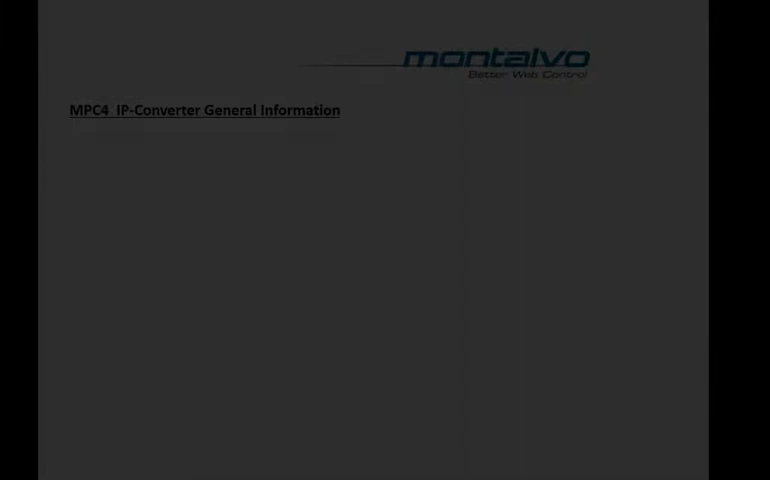 montalvo
Better Web Control
MPC4 IP-Converter General Information